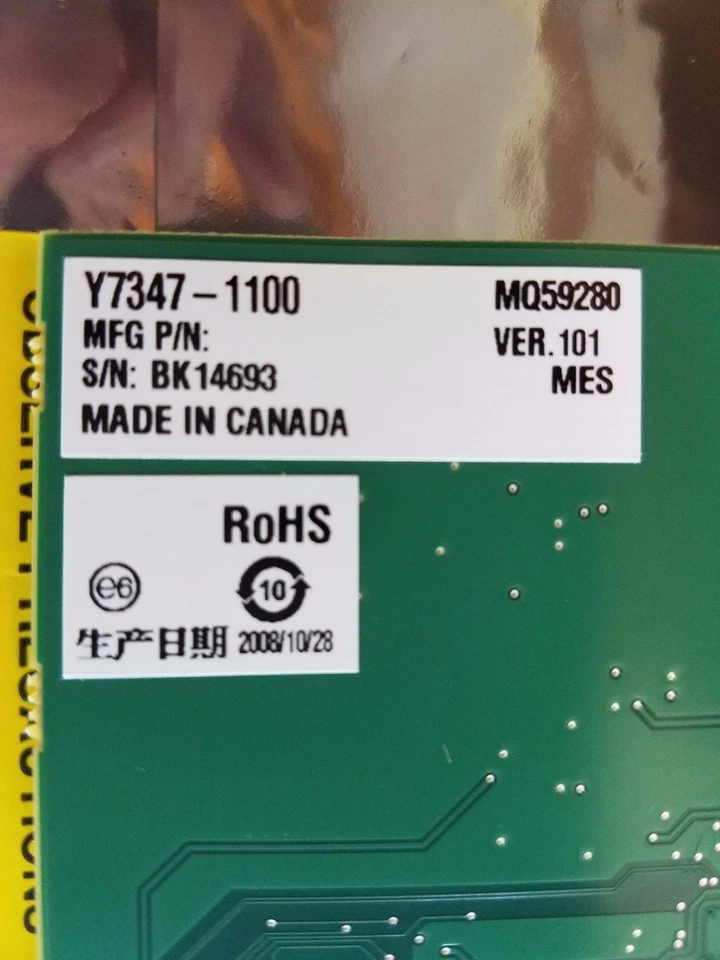 Y7347-1100 MQ59280
MFG P/N: VER.101
S/N: BK14693 MES
MADE IN CANADA
RoHS
e6 10
生产日期 2008/10/28